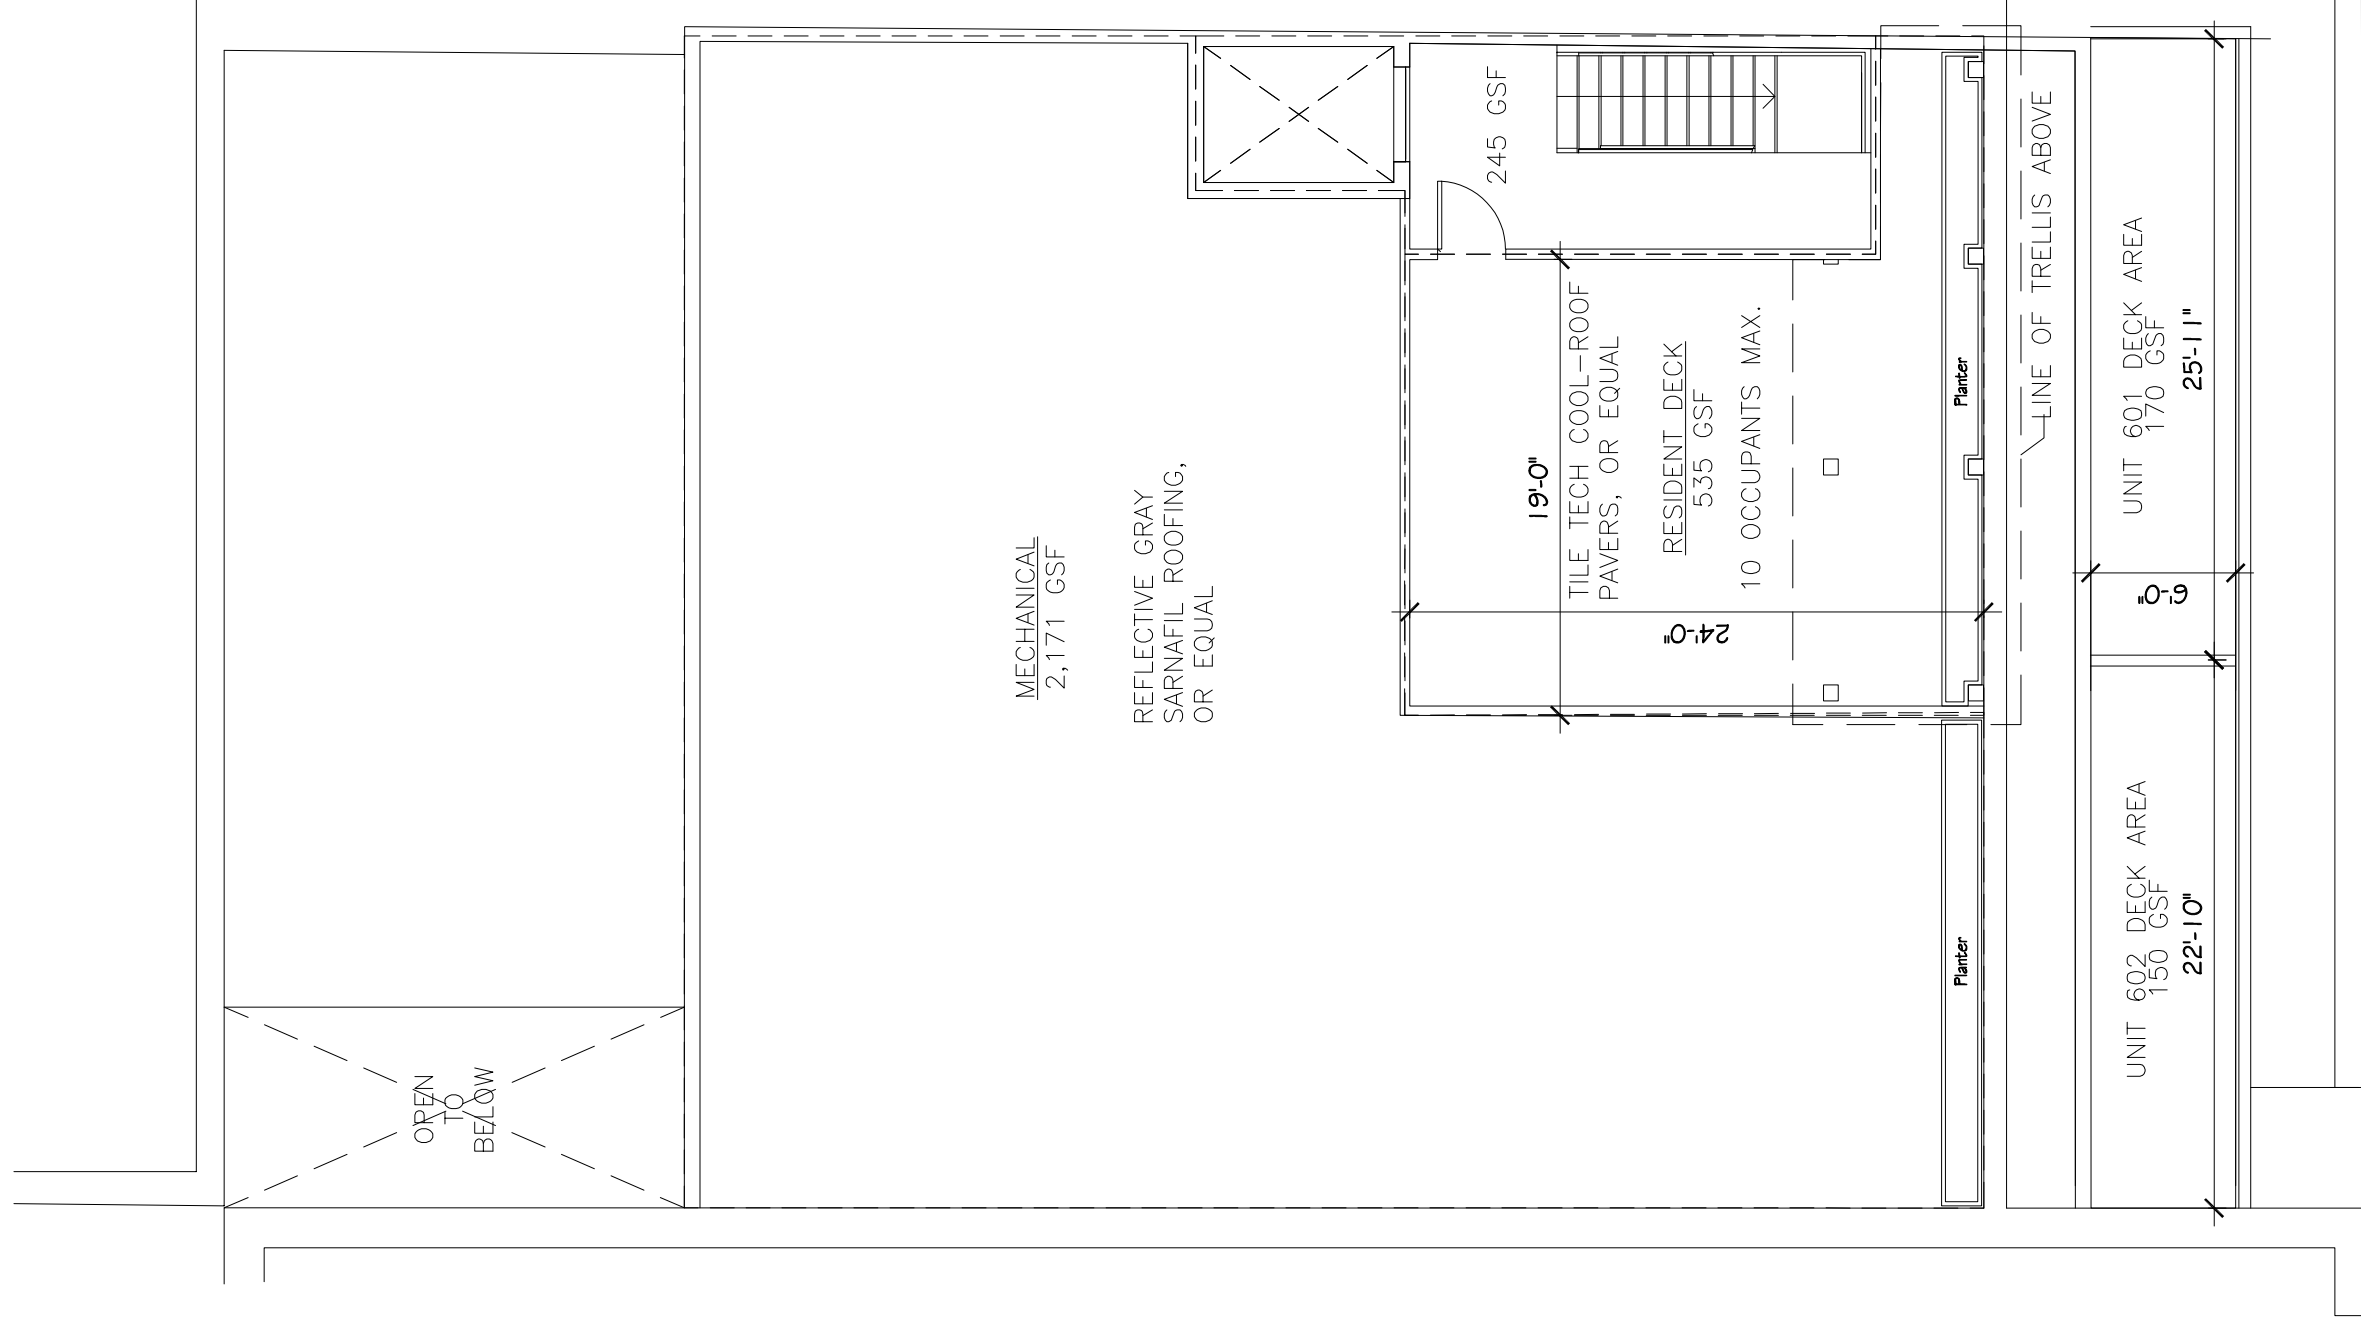 OPEN
TO
BELOW
MECHANICAL
2,171 GSF
REFLECTIVE GRAY
SARNAFIL ROOFING,
OR EQUAL
245 GSF
19'-0"
TILE TECH COOL-ROOF
PAVERS, OR EQUAL
RESIDENT DECK
535 GSF
10 OCCUPANTS MAX.
24'-0"
Planter
Planter
LINE OF TRELLIS ABOVE
UNIT 601 DECK AREA
170 GSF
25'-11"
6'-0"
UNIT 602 DECK AREA
150 GSF
22'-10"